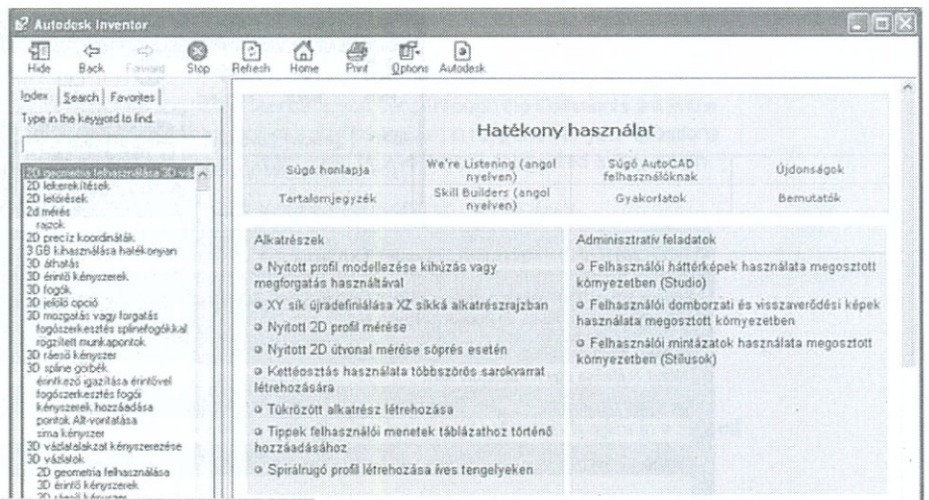 Autodesk Inventor
Hide Back Forward Stop Refresh Home Print Options Autodesk
Index Search Favorites
Type in the keyword to find:
2D geometria felhasználása 3D váz
2D lekerekítések
2D letörések
2d mérés
rajzok
2D precíz koordináták
3 GB kihasználása hatékonyan
3D áthatás
3D érintő kényszerek
3D fogók
3D jelölő opció
3D mozgatás vagy forgatás
fogószerkesztés splinefogókkal
rögzített munkapontok
3D ráeső kényszer
3D spline görbék
érintkező igazítása érintővel
fogószerkesztés fogói
kényszerek hozzáadása
pontok Alt-vontatása
sima kényszer
3D vázlatalakzat kényszerezése
3D vázlatok
2D geometria felhasználása
3D érintő kényszerek
3D ráeső kényszer
Hatékony használat
Súgó honlapja
We're Listening (angol
nyelven)
Súgó AutoCAD
felhasználóknak
Újdonságok
Tartalomjegyzék
Skill Builders (angol
nyelven)
Gyakorlatok
Bemutatók
Alkatrészek
Nyitott profil modellezése kihúzás vagy
megforgatás használtával
XY sík újradefiniálása XZ síkká alkatrészrajzban
Nyitott 2D profil mérése
Nyitott 2D útvonal mérése söprés esetén
Kettéosztás használata többszörös sarokvarrat
létrehozására
Tükrözött alkatrész létrehozása
Tippek felhasználói menetek táblázathoz történő
hozzáadásához
Spirálrugó profil létrehozása íves tengelyeken
Adminisztratív feladatok
Felhasználói háttérképek használata megosztott
környezetben (Studio)
Felhasználói domborzati és visszaverődési képek
használata megosztott környezetben
Felhasználói mintázatok használata megosztott
környezetben (Stílusok)